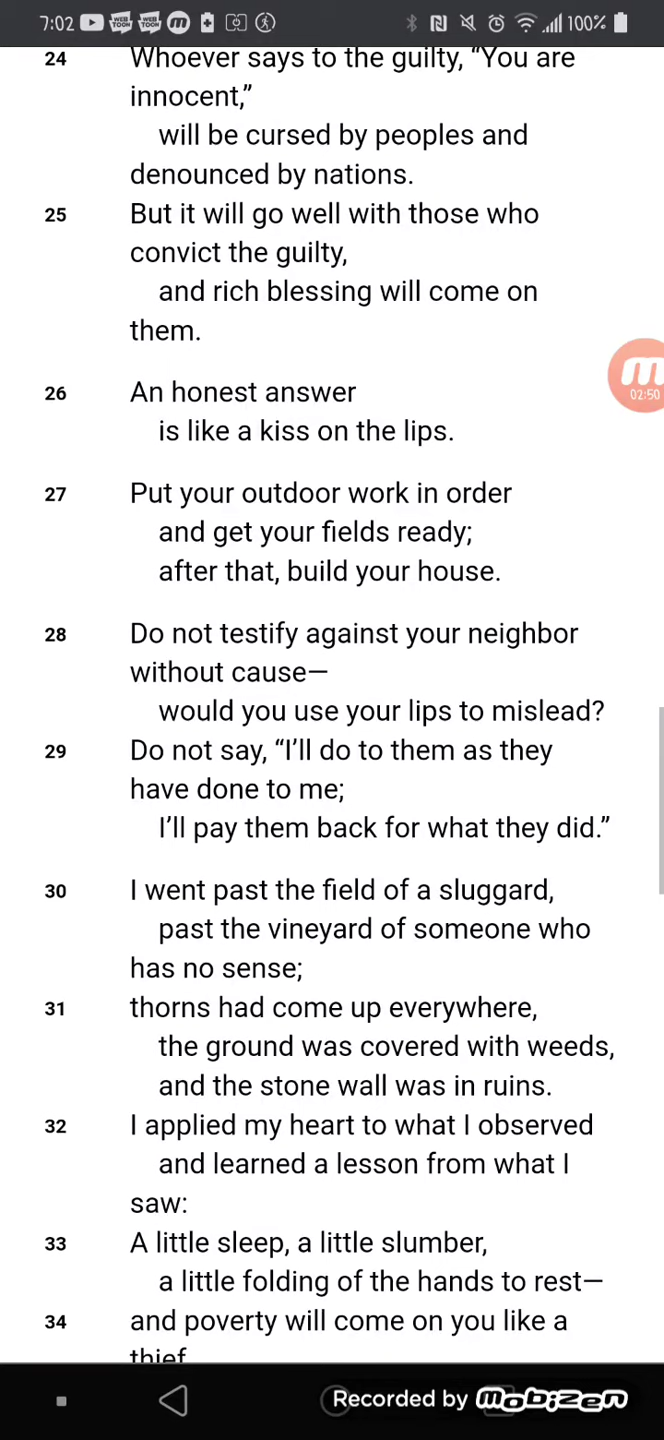 7:02 WEB TOON WEB TOON m 100%
24 Whoever says to the guilty, “You are
innocent,”
will be cursed by peoples and
denounced by nations.
25 But it will go well with those who
convict the guilty,
and rich blessing will come on
them.
m
02:50
26 An honest answer
is like a kiss on the lips.
27 Put your outdoor work in order
and get your fields ready;
after that, build your house.
28 Do not testify against your neighbor
without cause—
would you use your lips to mislead?
29 Do not say, “I’ll do to them as they
have done to me;
I’ll pay them back for what they did.”
30 I went past the field of a sluggard,
past the vineyard of someone who
has no sense;
31 thorns had come up everywhere,
the ground was covered with weeds,
and the stone wall was in ruins.
32 I applied my heart to what I observed
and learned a lesson from what I
saw:
33 A little sleep, a little slumber,
a little folding of the hands to rest—
34 and poverty will come on you like a
thief
Recorded by mobizen